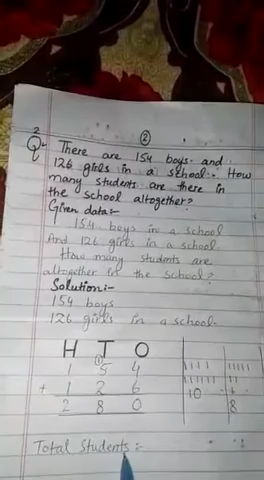 ②
Q2 There are 154 boys and
126 girls in a school. How
many students are there in
the school altogether?
Given data:-
154 boys in a school
And 126 girls in a school
How many students are
altogether in the school?
Solution:-
154 boys
126 girls in a school.
H T O
①
1 5 4
+ 1 2 6
2 8 0
10
8
Total Students:-